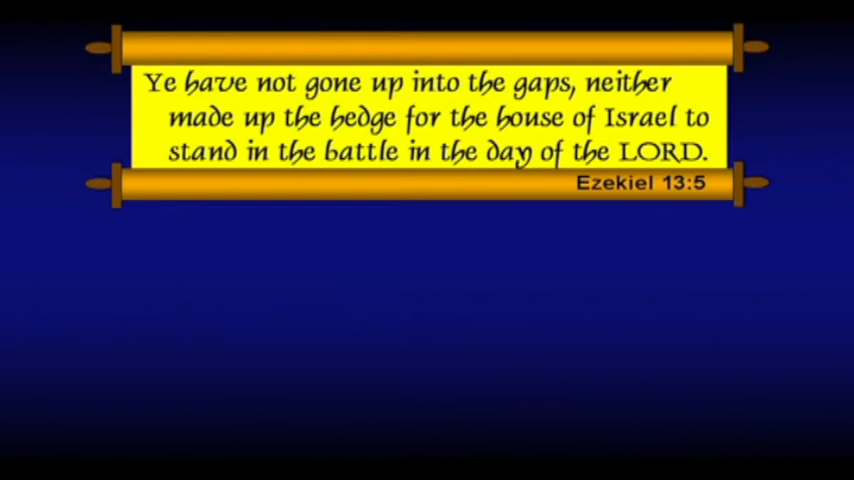 Ye have not gone up into the gaps, neither
made up the hedge for the house of Israel to
stand in the battle in the day of the LORD.
Ezekiel 13:5